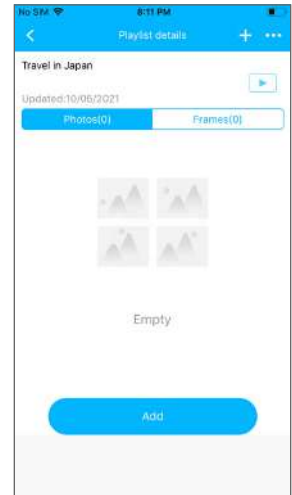 No SIM 8:11 PM
Playlist details
Travel in Japan
Updated:10/06/2021
Photos(0) Frames(0)
Empty
Add